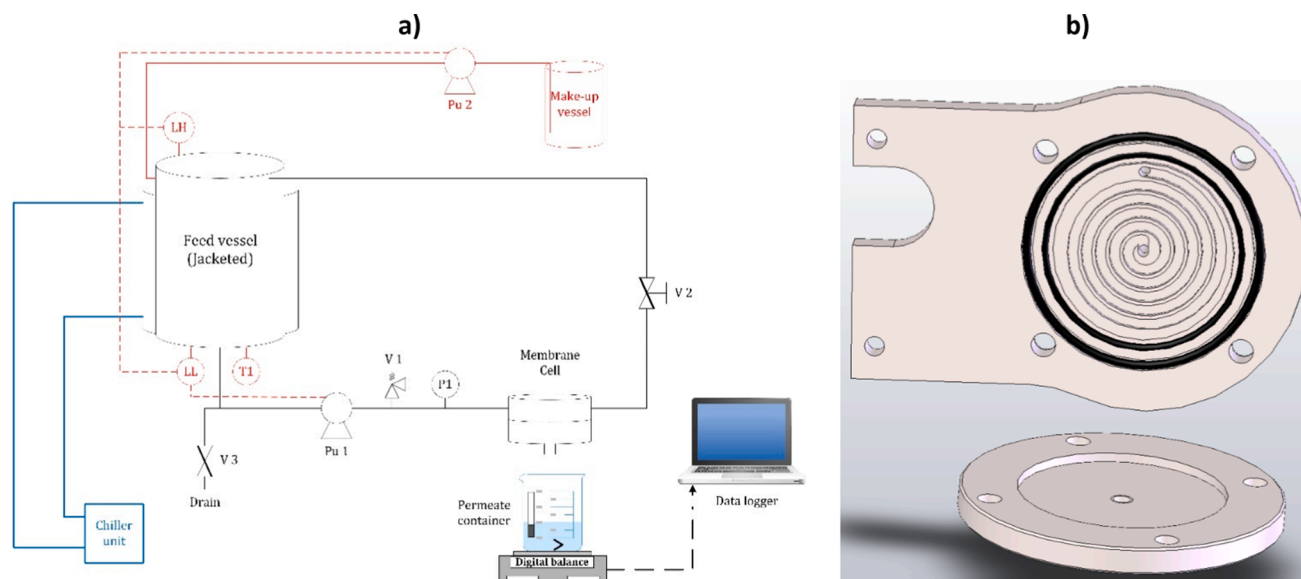 a)
b)
Pu 2
Make-up
vessel
LH
Feed vessel
(Jacketed)
V 2
LL
T1
V 1
P1
Membrane
Cell
Pu 1
V 3
Drain
Permeate
container
Data logger
Chiller
unit
Digital balance